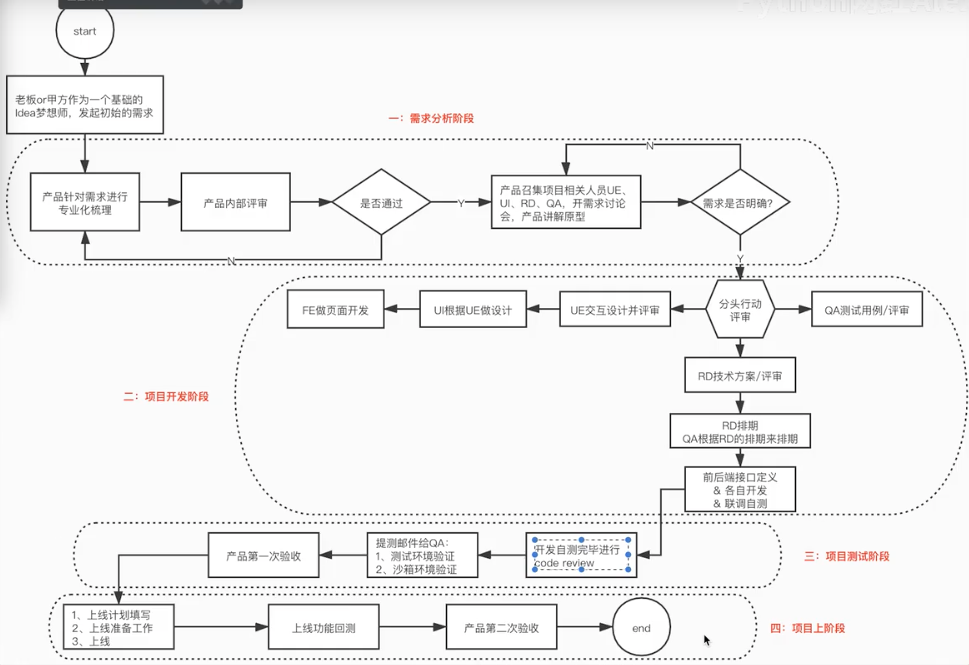 start
老板or甲方作为一个基础的
Idea梦想师，发起初始的需求
一：需求分析阶段
N
产品针对需求进行
专业化梳理
产品内部评审
是否通过
Y
产品召集项目相关人员UE、
UI、RD、QA，开需求讨论
会，产品讲解原型
需求是否明确?
N
Y
FE做页面开发
UI根据UE做设计
UE交互设计并评审
分头行动
评审
QA测试用例/评审
RD技术方案/评审
二：项目开发阶段
RD排期
QA根据RD的排期来排期
前后端接口定义
& 各自开发
& 联调自测
产品第一次验收
提测邮件给QA：
1、测试环境验证
2、沙箱环境验证
开发自测完毕进行
code review
三：项目测试阶段
1、上线计划填写
2、上线准备工作
3、上线
上线功能回测
产品第二次验收
end
四：项目上阶段